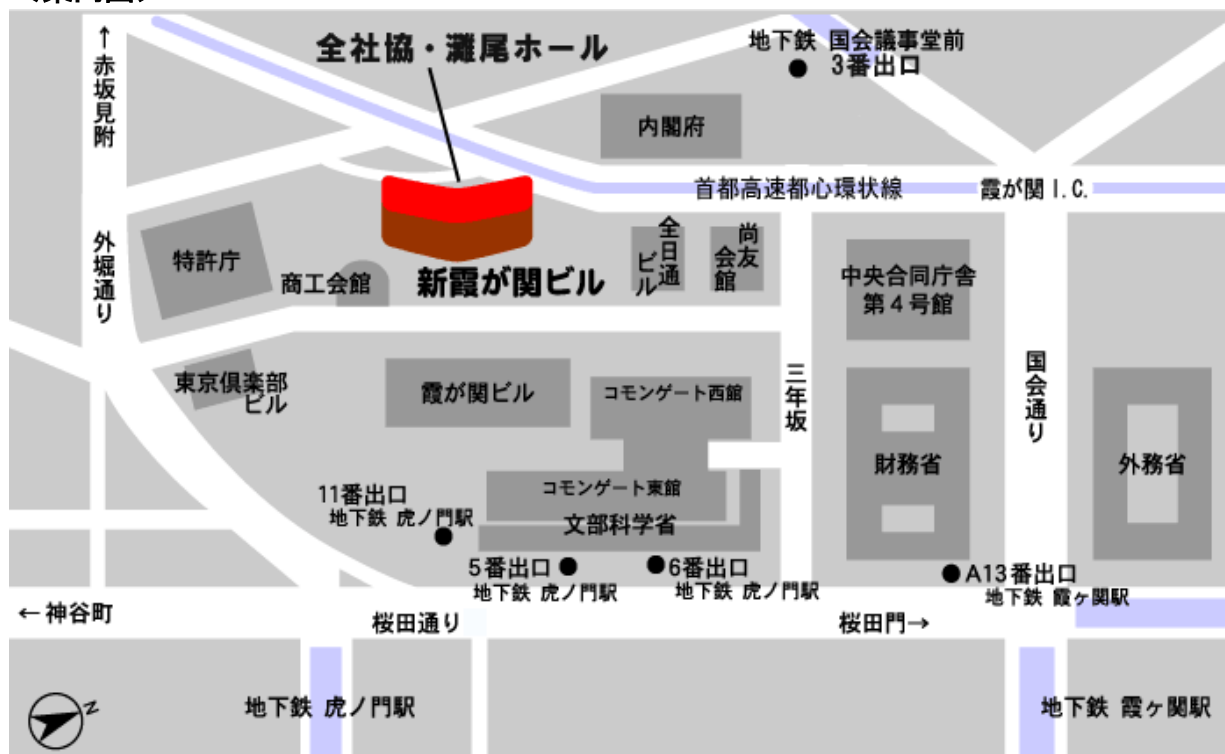 全社協・灘尾ホール
地下鉄 国会議事堂前
3番出口
↑赤坂見附
内閣府
首都高速都心環状線
霞が関 I.C.
外堀通り
特許庁
商工会館
新霞が関ビル
全日通
ビル
尚友
会館
中央合同庁舎
第４号館
東京倶楽部
ビル
霞が関ビル
コモンゲート西館
三年坂
国会通り
財務省
外務省
コモンゲート東館
文部科学省
11番出口
地下鉄 虎ノ門駅
5番出口
地下鉄 虎ノ門駅
6番出口
地下鉄 虎ノ門駅
A13番出口
地下鉄 霞ヶ関駅
←神谷町
桜田通り
桜田門→
地下鉄 虎ノ門駅
地下鉄 霞ヶ関駅
N